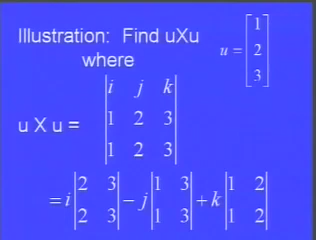 Illustration: Find uXu
where
u = [1 2 3]
u X u =
|i j k|
|1 2 3|
|1 2 3|
= i |2 3| - j |1 3| + k |1 2|
|2 3| |1 3| |1 2|